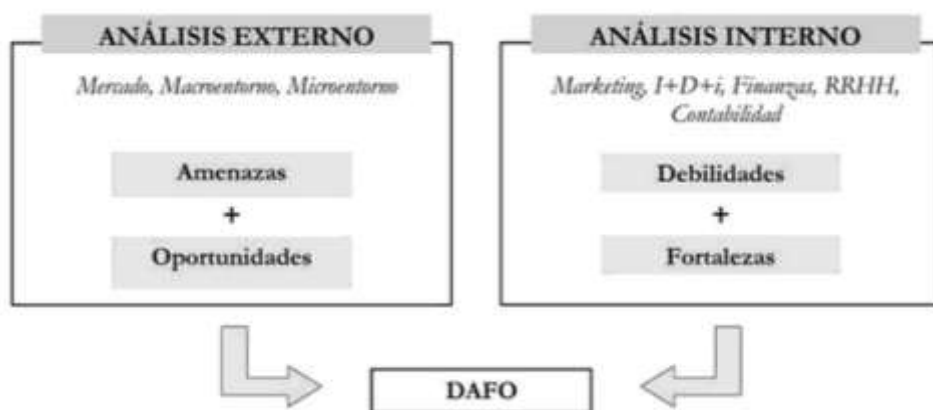 ANÁLISIS EXTERNO
Mercado, Macroentorno, Microentorno
Amenazas
+
Oportunidades
ANÁLISIS INTERNO
Marketing, I+D+i, Finanzas, RRHH,
Contabilidad
Debilidades
+
Fortalezas
DAFO